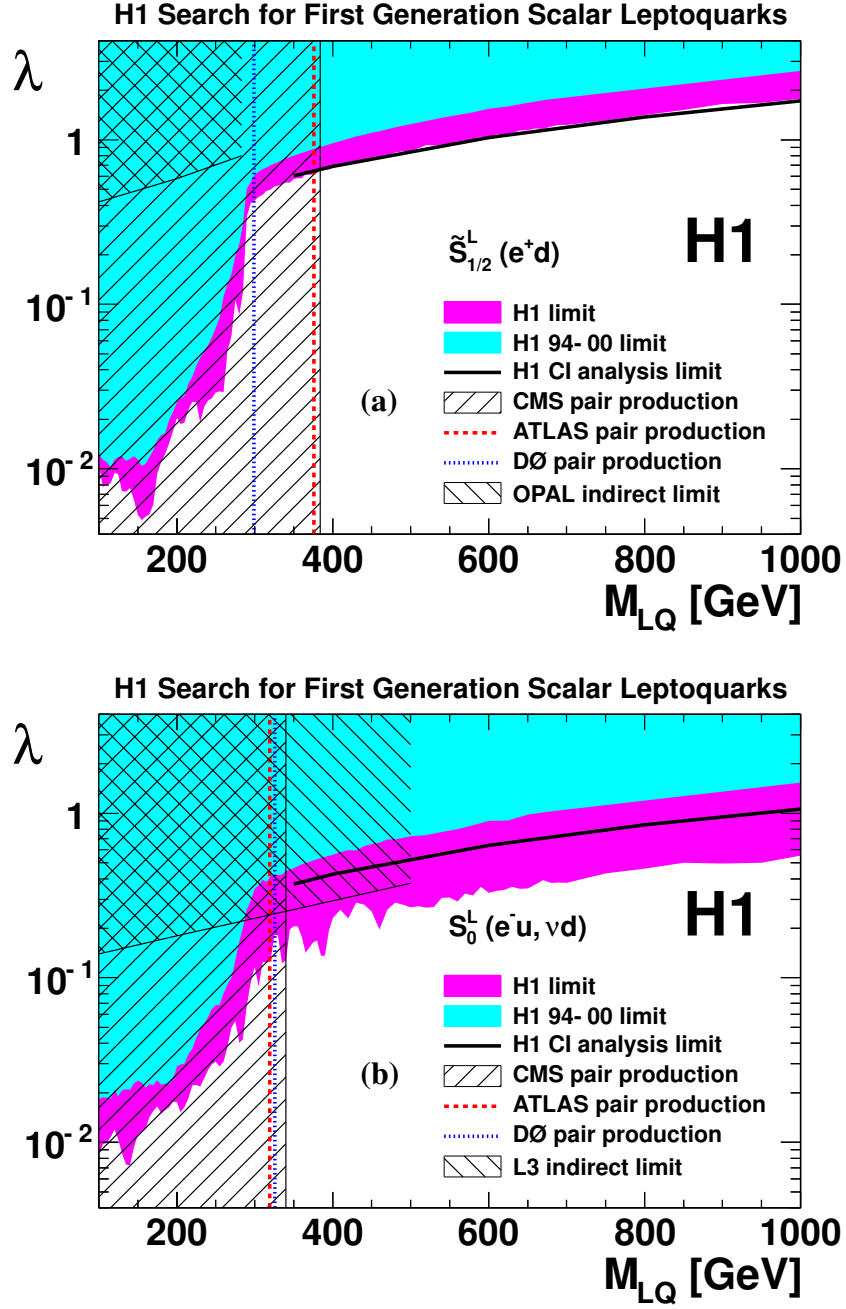 H1 Search for First Generation Scalar Leptoquarks
λ
1
10⁻¹
10⁻²
S̃ᴸ₁/₂ (e⁺d)
H1
H1 limit
H1 94- 00 limit
H1 CI analysis limit
(a)
CMS pair production
ATLAS pair production
DØ pair production
OPAL indirect limit
200 400 600 800 1000
M_LQ [GeV]
H1 Search for First Generation Scalar Leptoquarks
λ
1
10⁻¹
10⁻²
S₀ᴸ (e⁻u, νd)
H1
H1 limit
H1 94- 00 limit
H1 CI analysis limit
(b)
CMS pair production
ATLAS pair production
DØ pair production
L3 indirect limit
200 400 600 800 1000
M_LQ [GeV]